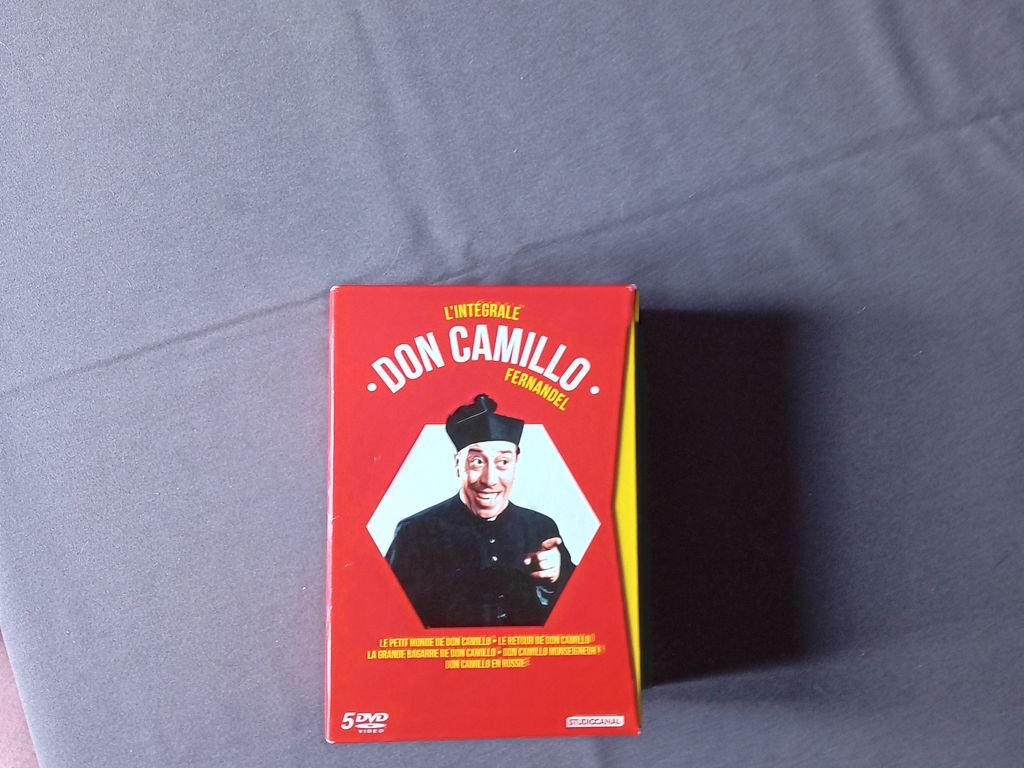 L'INTÉGRALE
• DON CAMILLO •
FERNANDEL
LE PETIT MONDE DE DON CAMILLO • LE RETOUR DE DON CAMILLO
LA GRANDE BAGARRE DE DON CAMILLO • DON CAMILLO MONSEIGNEUR !
DON CAMILLO EN RUSSIE
5 DVD
VIDEO
STUDIOCANAL